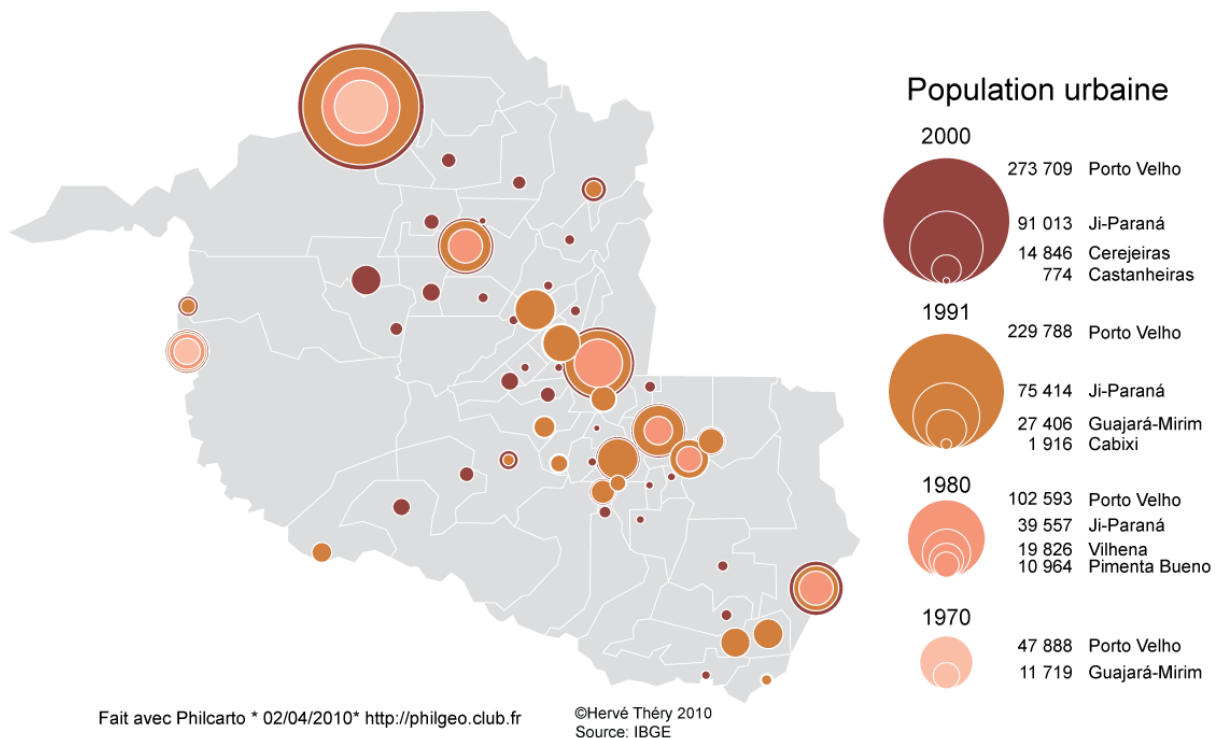 Population urbaine
2000
273 709 Porto Velho
91 013 Ji-Paraná
14 846 Cerejeiras
774 Castanheiras
1991
229 788 Porto Velho
75 414 Ji-Paraná
27 406 Guajará-Mirim
1 916 Cabixi
1980
102 593 Porto Velho
39 557 Ji-Paraná
19 826 Vilhena
10 964 Pimenta Bueno
1970
47 888 Porto Velho
11 719 Guajará-Mirim
Fait avec Philcarto * 02/04/2010* http://philgeo.club.fr
©Hervé Théry 2010
Source: IBGE